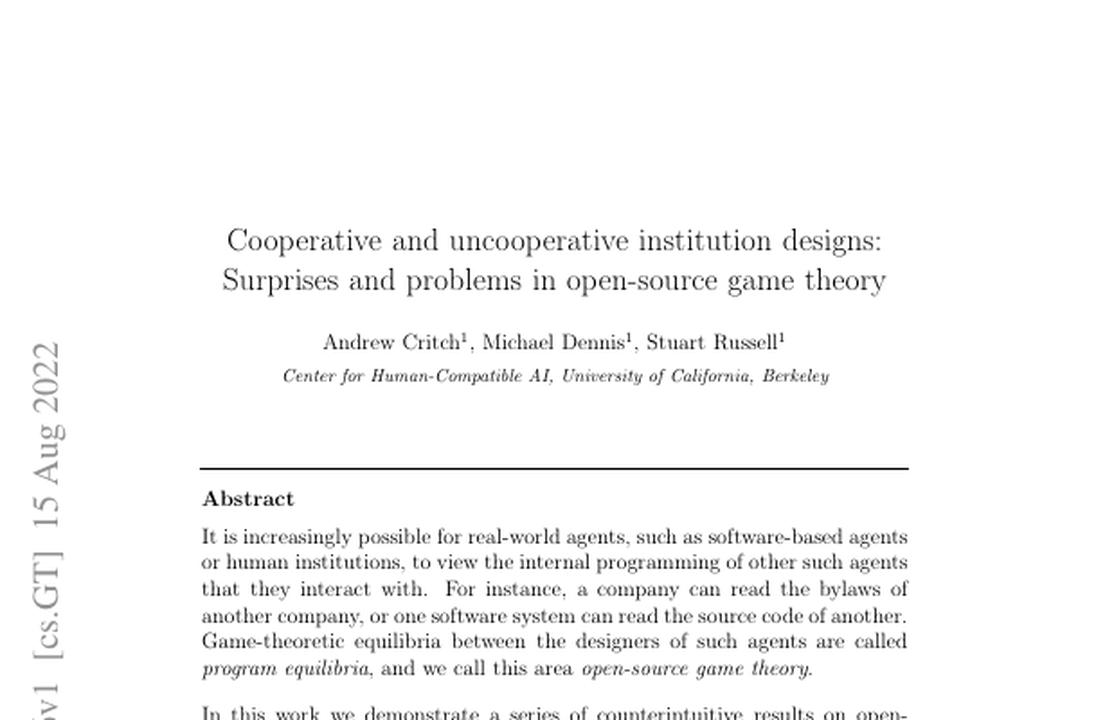 Cooperative and uncooperative institution designs:
Surprises and problems in open-source game theory
Andrew Critch¹, Michael Dennis¹, Stuart Russell¹
Center for Human-Compatible AI, University of California, Berkeley
Abstract
It is increasingly possible for real-world agents, such as software-based agents
or human institutions, to view the internal programming of other such agents
that they interact with. For instance, a company can read the bylaws of
another company, or one software system can read the source code of another.
Game-theoretic equilibria between the designers of such agents are called
program equilibria, and we call this area open-source game theory.
In this work we demonstrate a series of counterintuitive results on open-
v1 [cs.GT] 15 Aug 2022